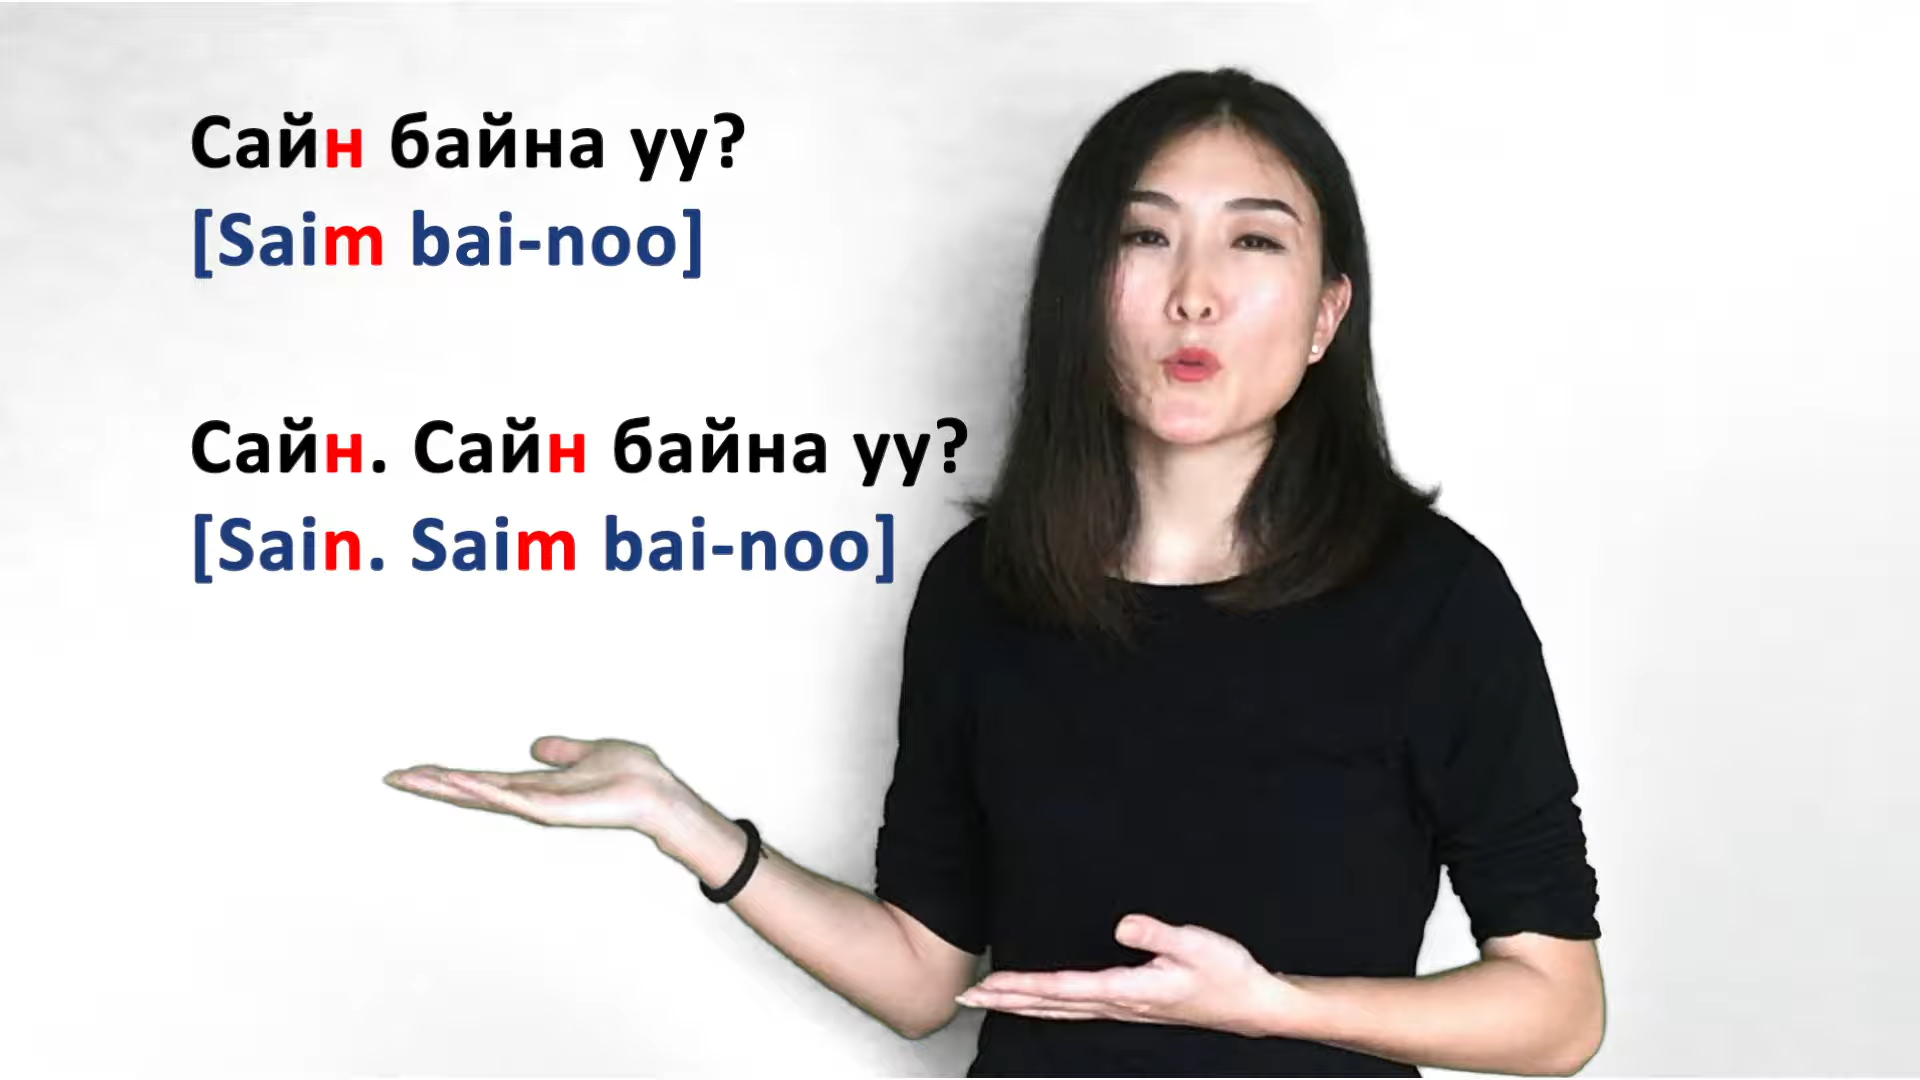 Сайн байна уу?
[Saim bai-noo]
Сайн. Сайн байна уу?
[Sain. Saim bai-noo]